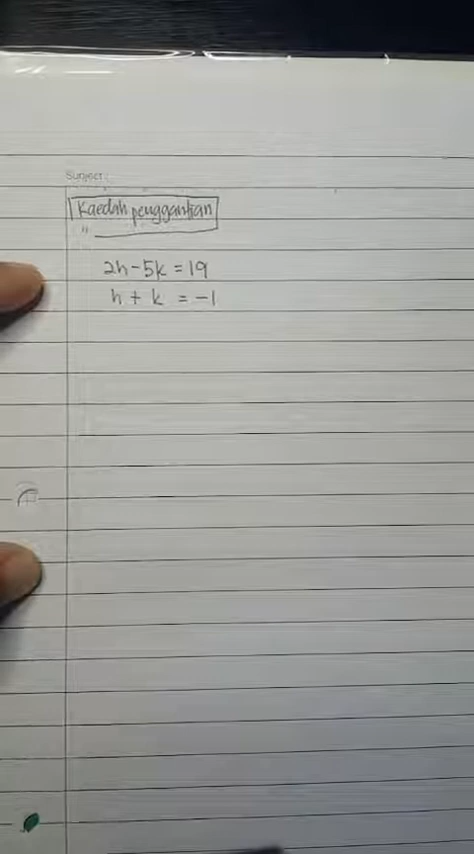 Subject :
Kaedah penggantian
2h - 5k = 19
h + k = -1